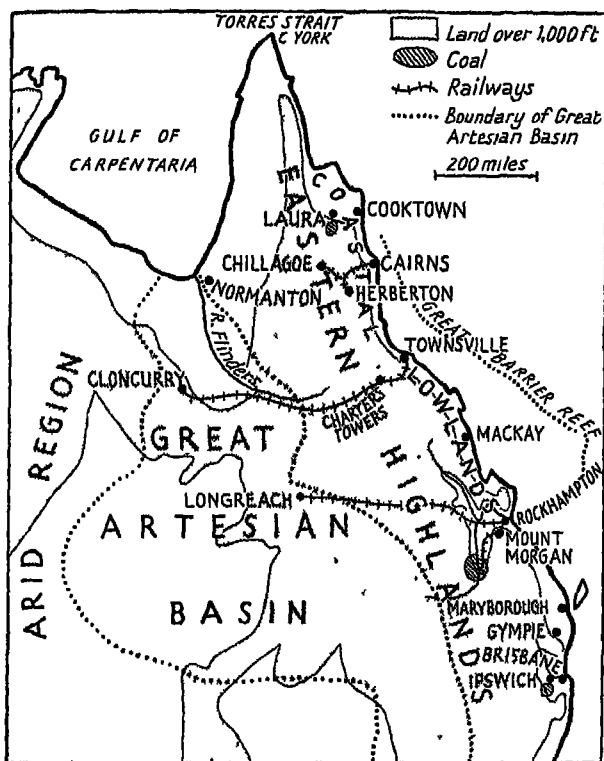 TORRES STRAIT
C YORK
Land over 1,000 ft
Coal
Railways
Boundary of Great
Artesian Basin
200 miles
GULF OF
CARPENTARIA
EASTERN
COASTAL
LAURA
COOKTOWN
CHILLAGOE
CAIRNS
NORMANTON
HERBERTON
R. Flinders
GREAT BARRIER REEF
TOWNSVILLE
CLONCURRY
CHARTERS
TOWERS
LOWLANDS
ARID REGION
GREAT
MACKAY
HIGHLANDS
LONGREACH
ROCKHAMPTON
ARTESIAN
MOUNT
MORGAN
BASIN
MARYBOROUGH
GYMPIE
BRISBANE
IPSWICH